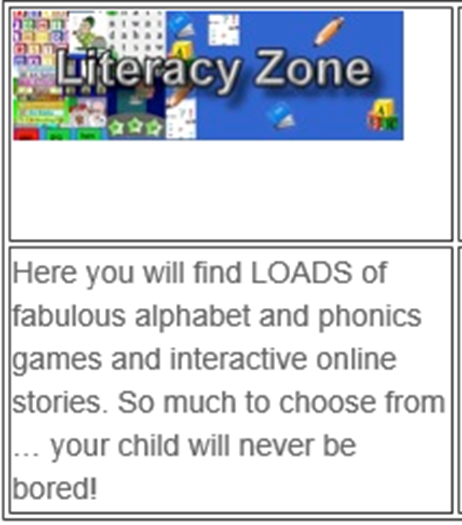 Literacy Zone
Here you will find LOADS of
fabulous alphabet and phonics
games and interactive online
stories. So much to choose from
... your child will never be
bored!